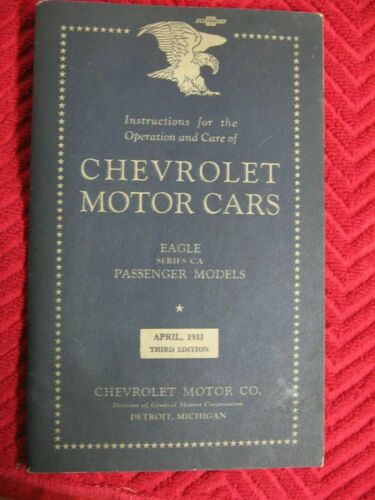 CHEVROLET
Instructions for the
Operation and Care of
CHEVROLET
MOTOR CARS
EAGLE
SERIES CA
PASSENGER MODELS
APRIL, 1933
THIRD EDITION
CHEVROLET MOTOR CO.
Division of General Motors Corporation
DETROIT, MICHIGAN